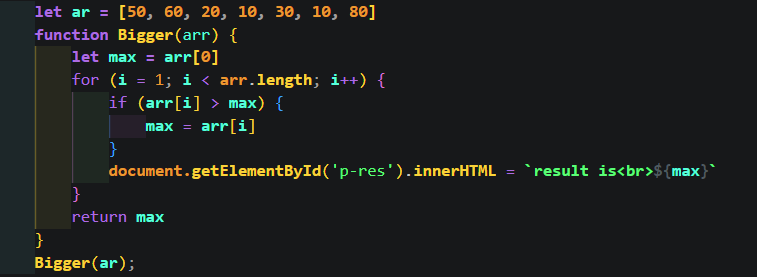 let ar = [50, 60, 20, 10, 30, 10, 80]
function Bigger(arr) {
let max = arr[0]
for (i = 1; i < arr.length; i++) {
if (arr[i] > max) {
max = arr[i]
}
document.getElementById('p-res').innerHTML = `result is<br>${max}`
}
return max
}
Bigger(ar);